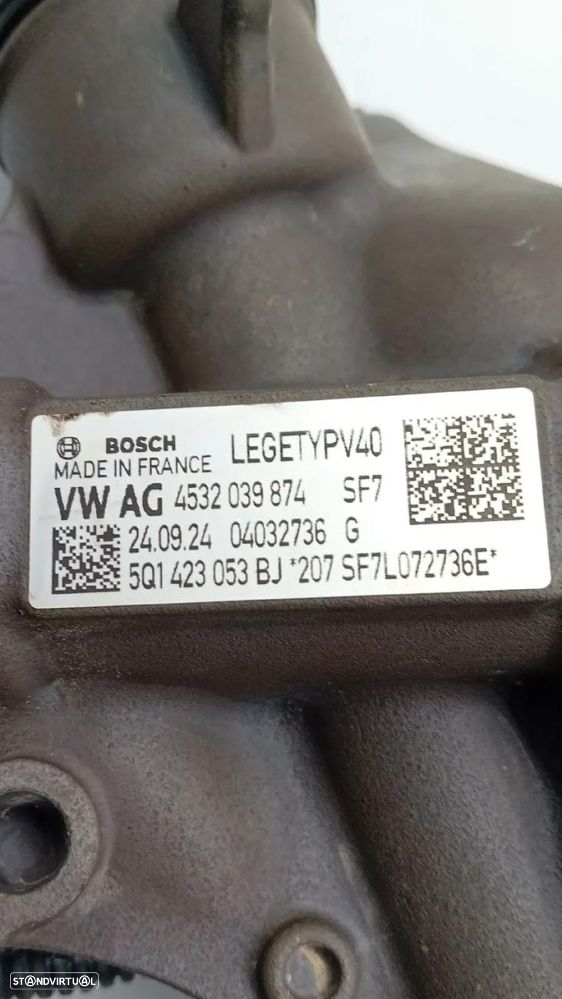 BOSCH LEGETYPV40
MADE IN FRANCE
VW AG 4532 039 874 SF7
24.09.24 04032736 G
5Q1 423 053 BJ *207 SF7L072736E*
STANDVIRTUAL